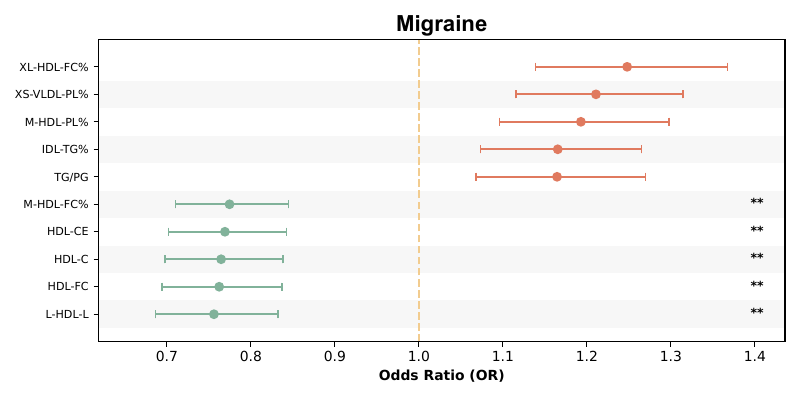 Migraine
XL-HDL-FC%
XS-VLDL-PL%
M-HDL-PL%
IDL-TG%
TG/PG
M-HDL-FC% **
HDL-CE **
HDL-C **
HDL-FC **
L-HDL-L **
0.7 0.8 0.9 1.0 1.1 1.2 1.3 1.4
Odds Ratio (OR)